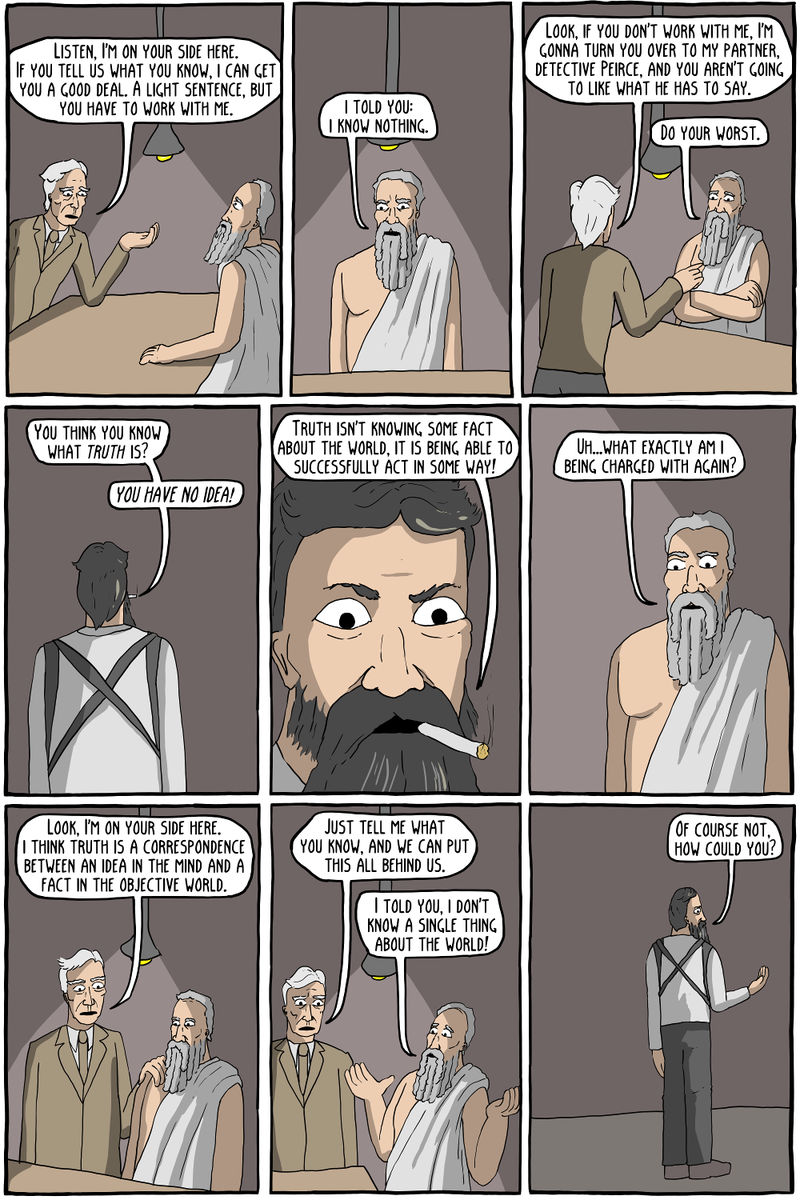 LISTEN, I'M ON YOUR SIDE HERE.
IF YOU TELL US WHAT YOU KNOW, I CAN GET
YOU A GOOD DEAL. A LIGHT SENTENCE, BUT
YOU HAVE TO WORK WITH ME.
I TOLD YOU:
I KNOW NOTHING.
LOOK, IF YOU DON'T WORK WITH ME, I'M
GONNA TURN YOU OVER TO MY PARTNER,
DETECTIVE PEIRCE, AND YOU AREN'T GOING
TO LIKE WHAT HE HAS TO SAY.
DO YOUR WORST.
YOU THINK YOU KNOW
WHAT TRUTH IS?
YOU HAVE NO IDEA!
TRUTH ISN'T KNOWING SOME FACT
ABOUT THE WORLD, IT IS BEING ABLE TO
SUCCESSFULLY ACT IN SOME WAY!
UH...WHAT EXACTLY AM I
BEING CHARGED WITH AGAIN?
LOOK, I'M ON YOUR SIDE HERE.
I THINK TRUTH IS A CORRESPONDENCE
BETWEEN AN IDEA IN THE MIND AND A
FACT IN THE OBJECTIVE WORLD.
JUST TELL ME WHAT
YOU KNOW, AND WE CAN PUT
THIS ALL BEHIND US.
I TOLD YOU, I DON'T
KNOW A SINGLE THING
ABOUT THE WORLD!
OF COURSE NOT,
HOW COULD YOU?